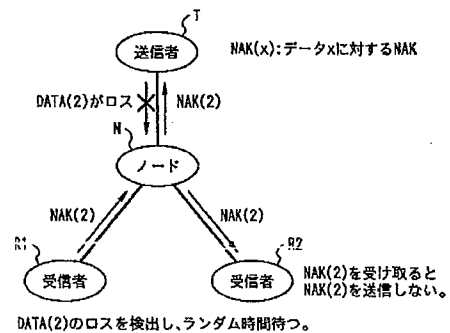 T
送信者
NAK(x):データxに対するNAK
DATA(2)がロス
NAK(2)
N
ノード
NAK(2)
NAK(2)
R1
R2
受信者
受信者
NAK(2)を受け取ると
NAK(2)を送信しない。
DATA(2)のロスを検出し、ランダム時間待つ。